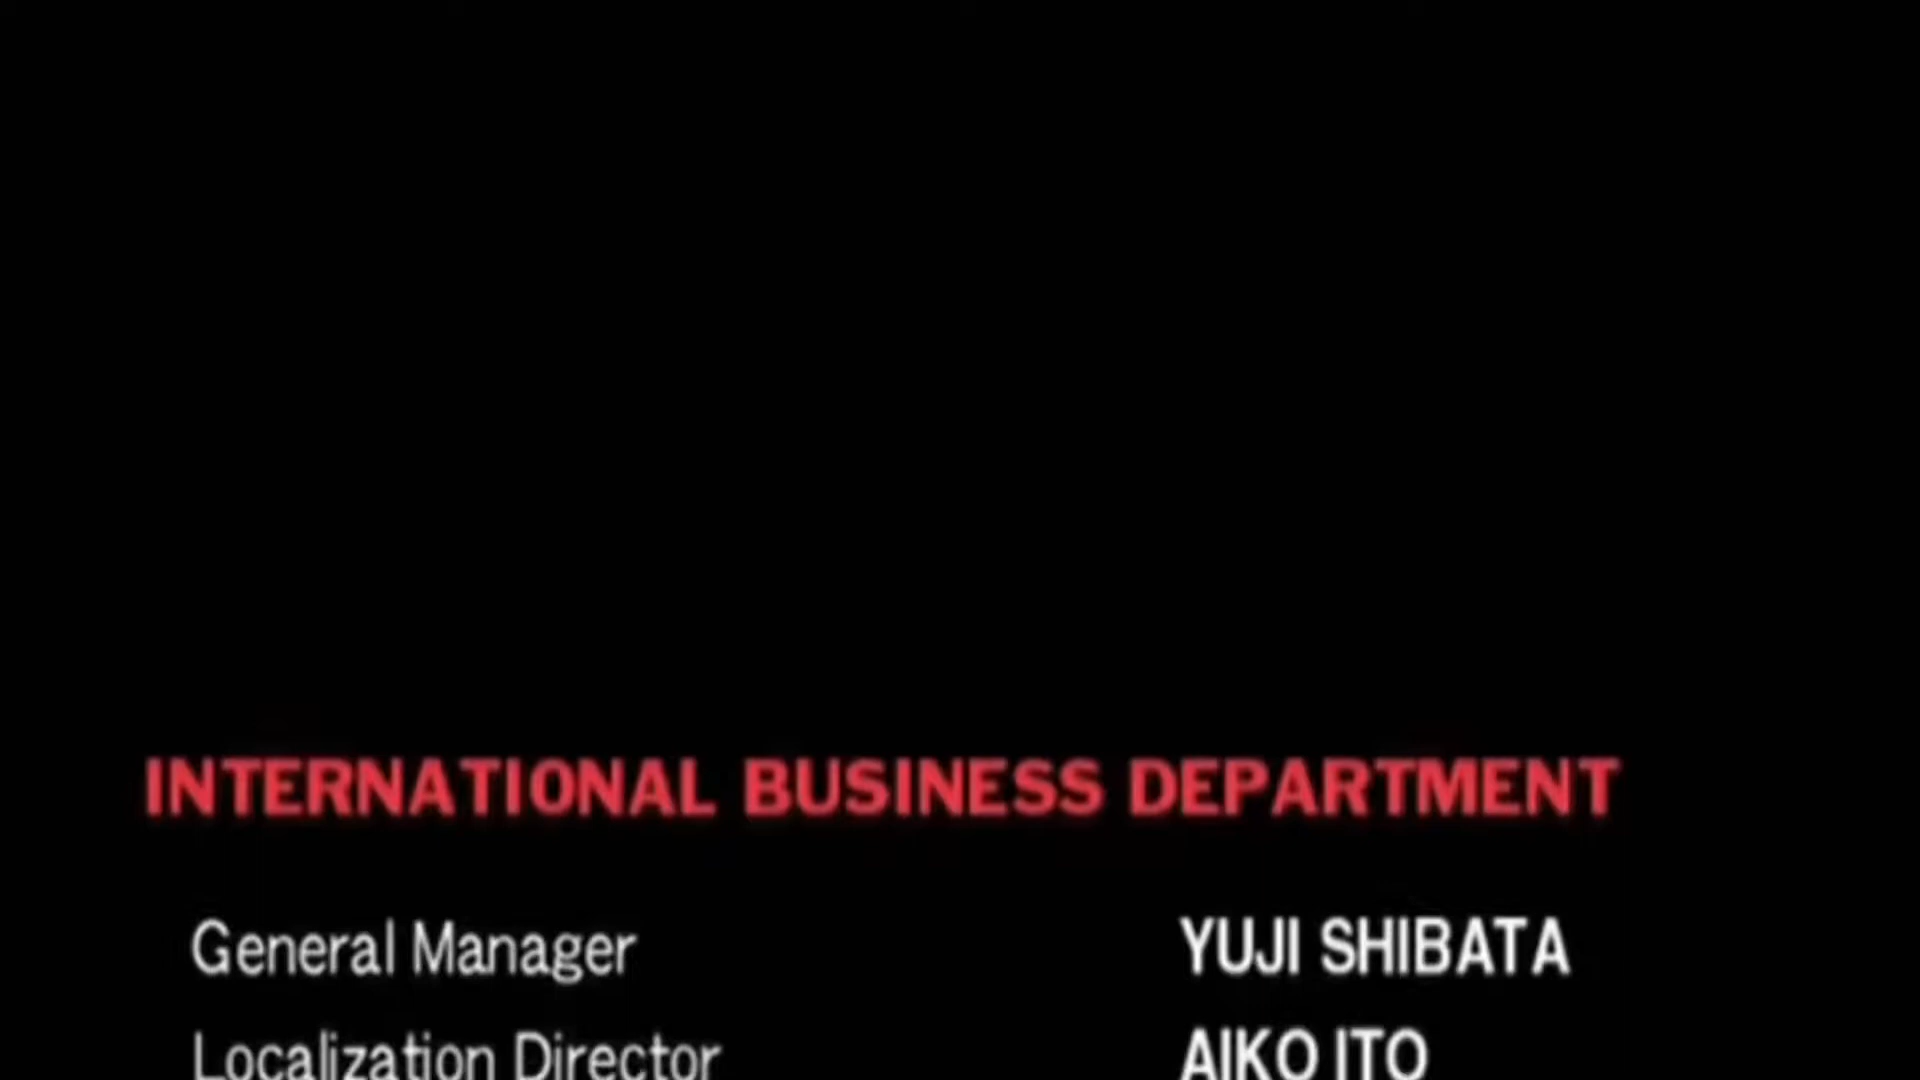 INTERNATIONAL BUSINESS DEPARTMENT
General Manager YUJI SHIBATA
Localization Director AIKO ITO